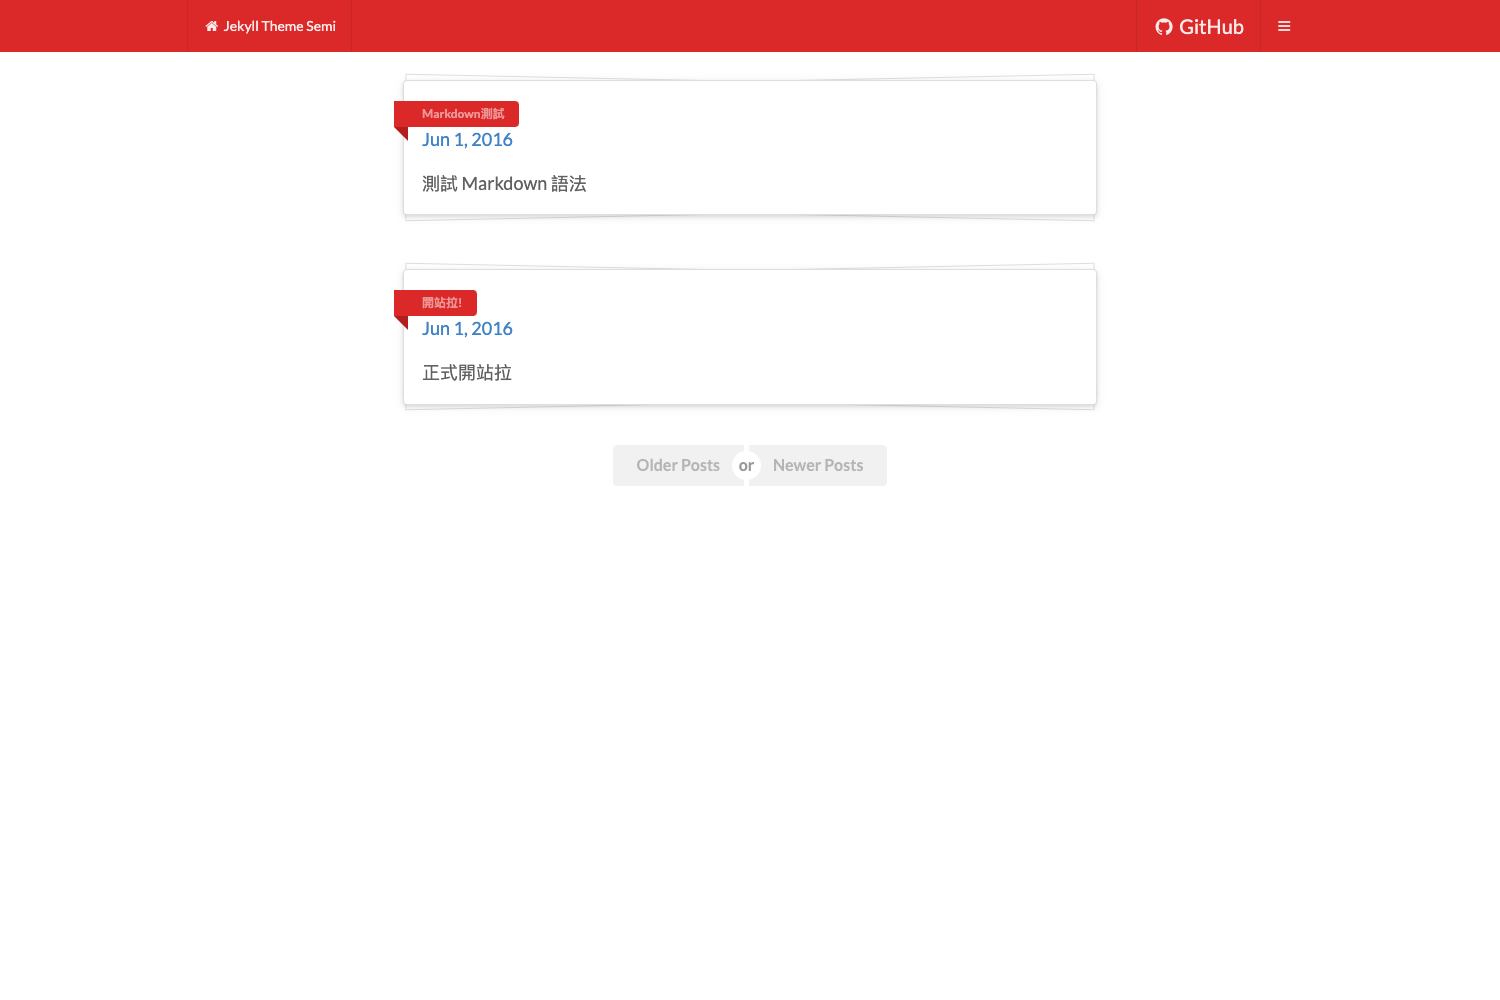 Jekyll Theme Semi
GitHub
Markdown測試
Jun 1, 2016
測試 Markdown 語法
開站拉!
Jun 1, 2016
正式開站拉
Older Posts or Newer Posts